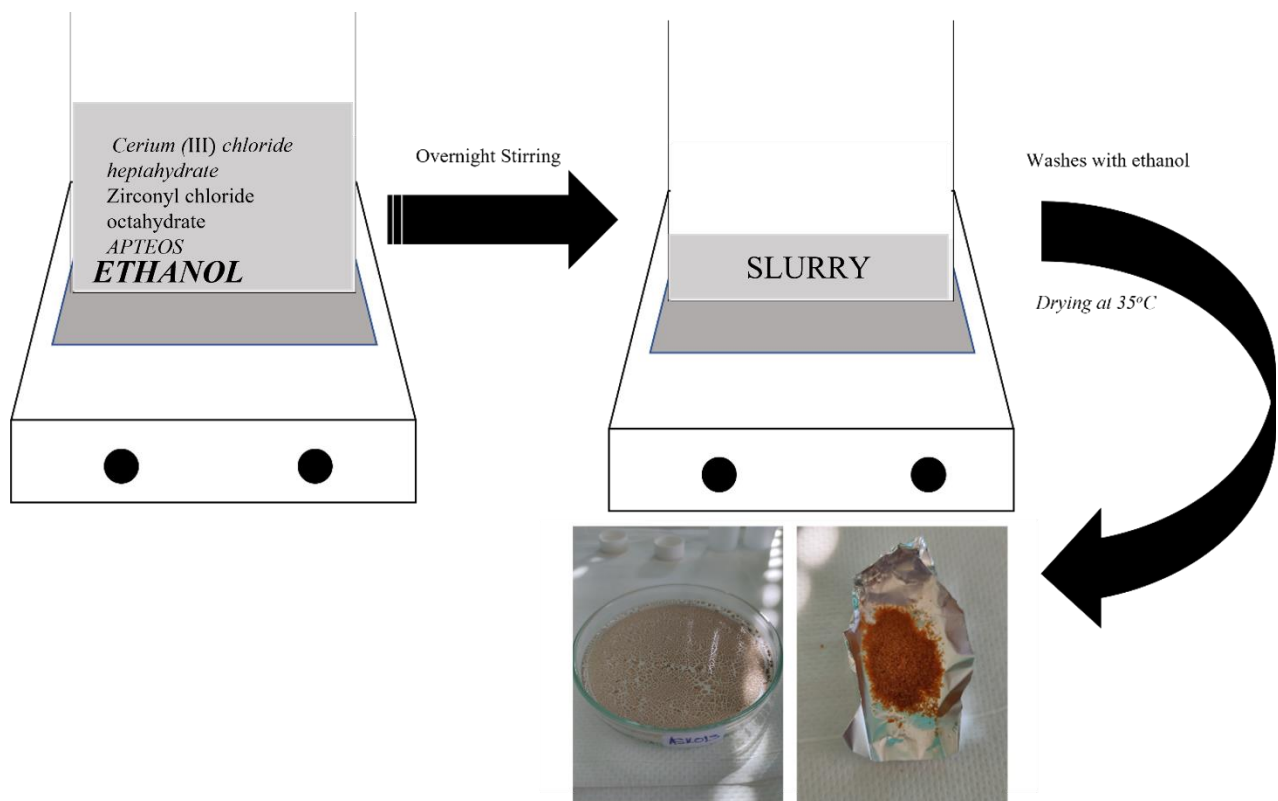 Cerium (III) chloride
heptahydrate
Zirconyl chloride
octahydrate
APTEOS
ETHANOL
Overnight Stirring
SLURRY
Washes with ethanol
Drying at 35°C